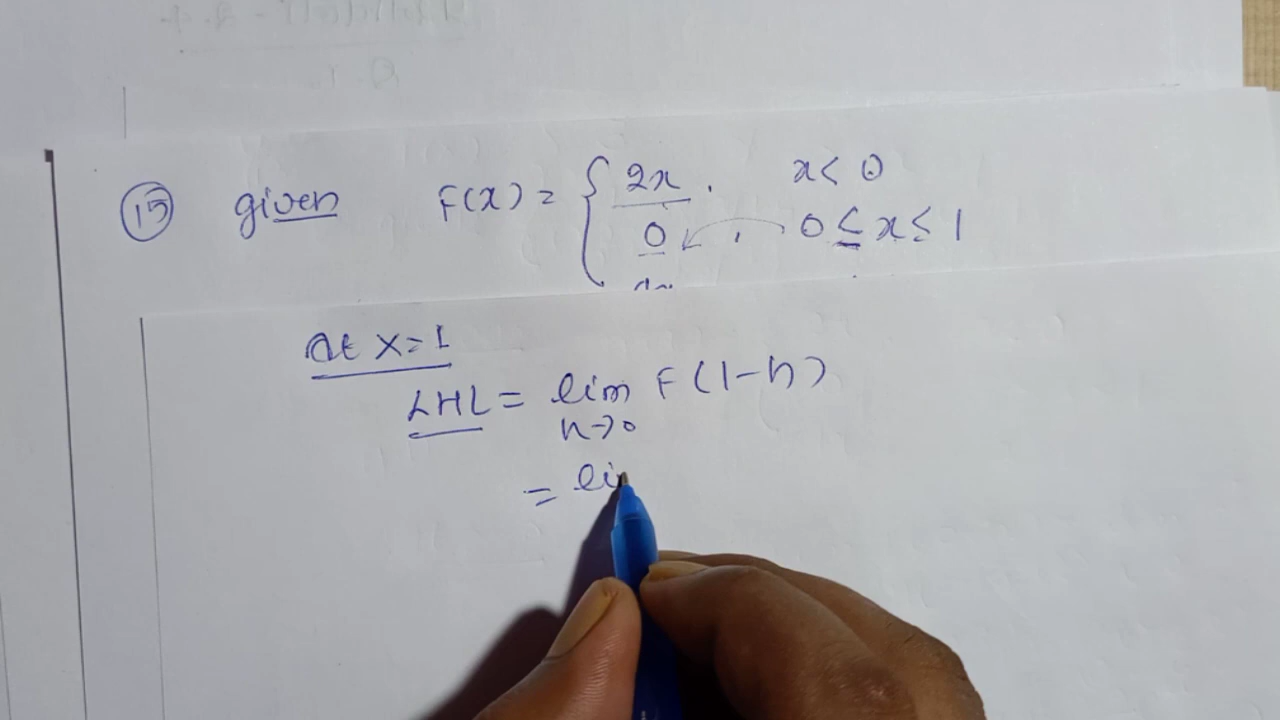 15 given F(x) = { 2x , x < 0
0 , 0 ≤ x ≤ 1
At x=1
LHL = lim F(1-h)
h→0
= li